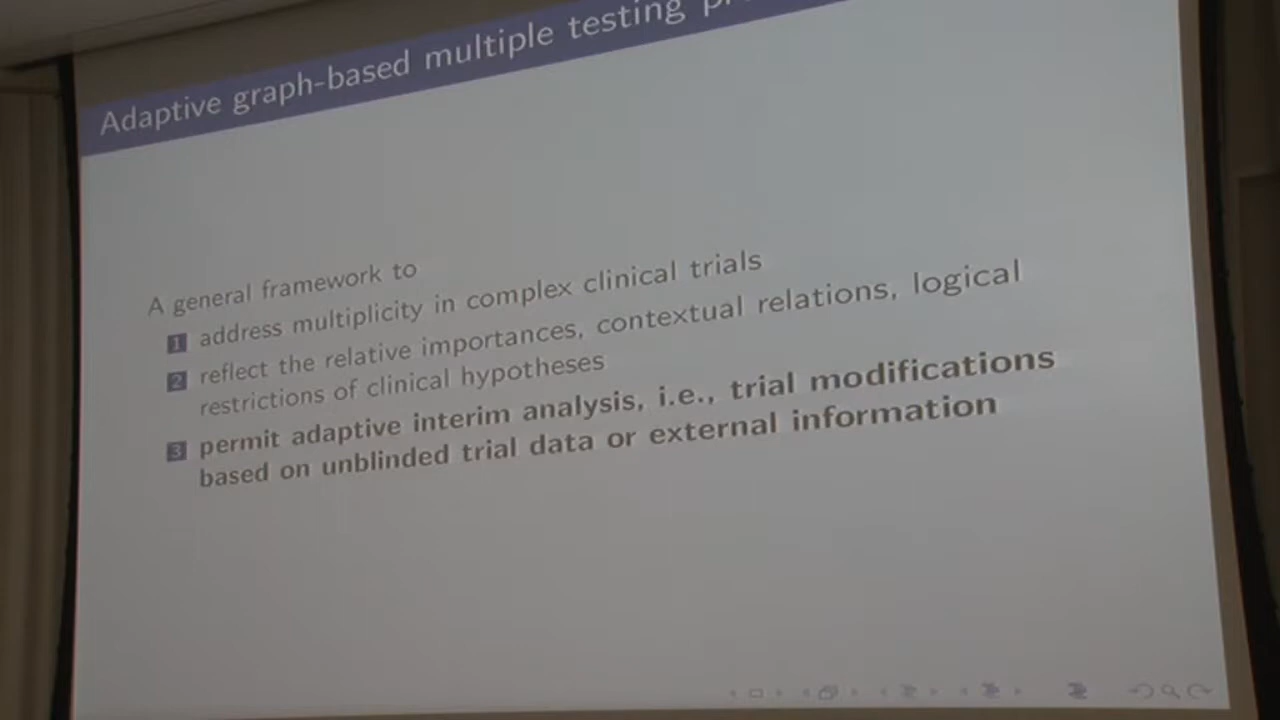 Adaptive graph-based multiple testing
A general framework to
1 address multiplicity in complex clinical trials
2 reflect the relative importances, contextual relations, logical
restrictions of clinical hypotheses
3 permit adaptive interim analysis, i.e., trial modifications
based on unblinded trial data or external information